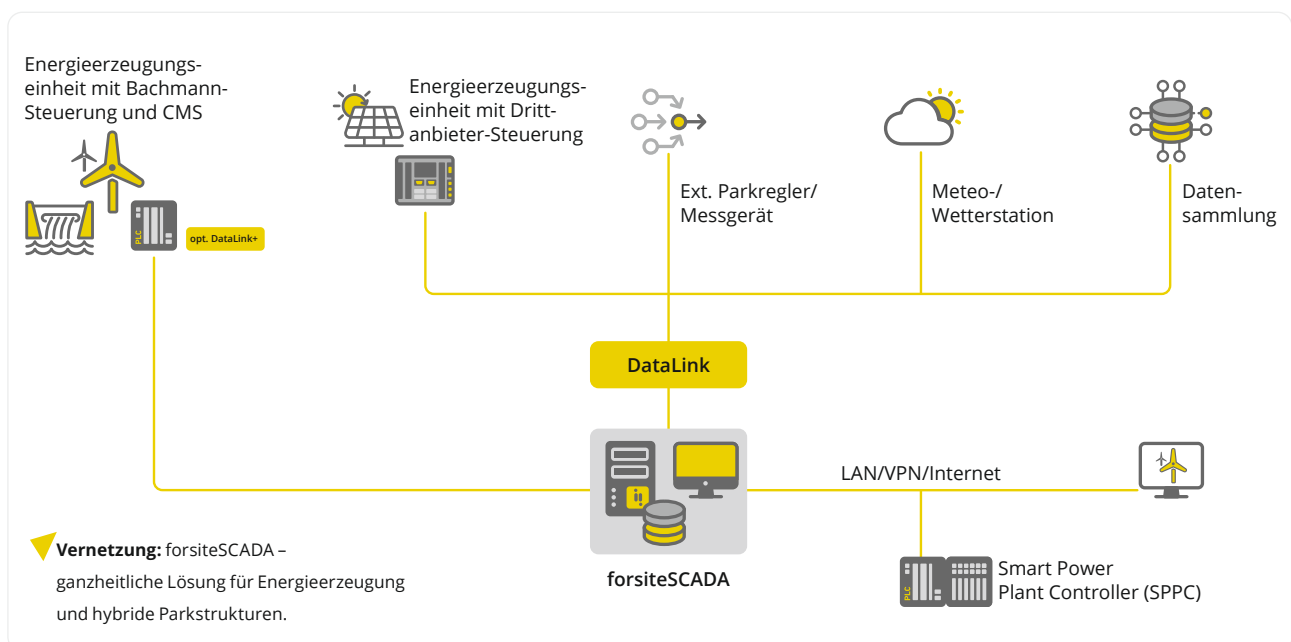 Energieerzeugungs-
einheit mit Bachmann-
Steuerung und CMS
PLC
opt. DataLink+
Energieerzeugungs-
einheit mit Dritt-
anbieter-Steuerung
Ext. Parkregler/
Messgerät
Meteo-/
Wetterstation
Daten-
sammlung
DataLink
forsiteSCADA
LAN/VPN/Internet
PLC
Smart Power
Plant Controller (SPPC)
Vernetzung: forsiteSCADA –
ganzheitliche Lösung für Energieerzeugung
und hybride Parkstrukturen.